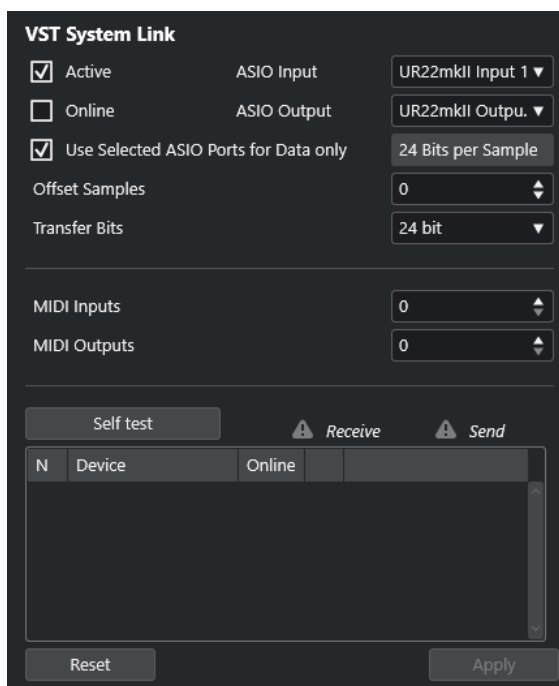 VST System Link
Active ASIO Input UR22mkII Input 1
Online ASIO Output UR22mkII Outpu.
Use Selected ASIO Ports for Data only 24 Bits per Sample
Offset Samples 0
Transfer Bits 24 bit
MIDI Inputs 0
MIDI Outputs 0
Self test Receive Send
N Device Online
Reset Apply